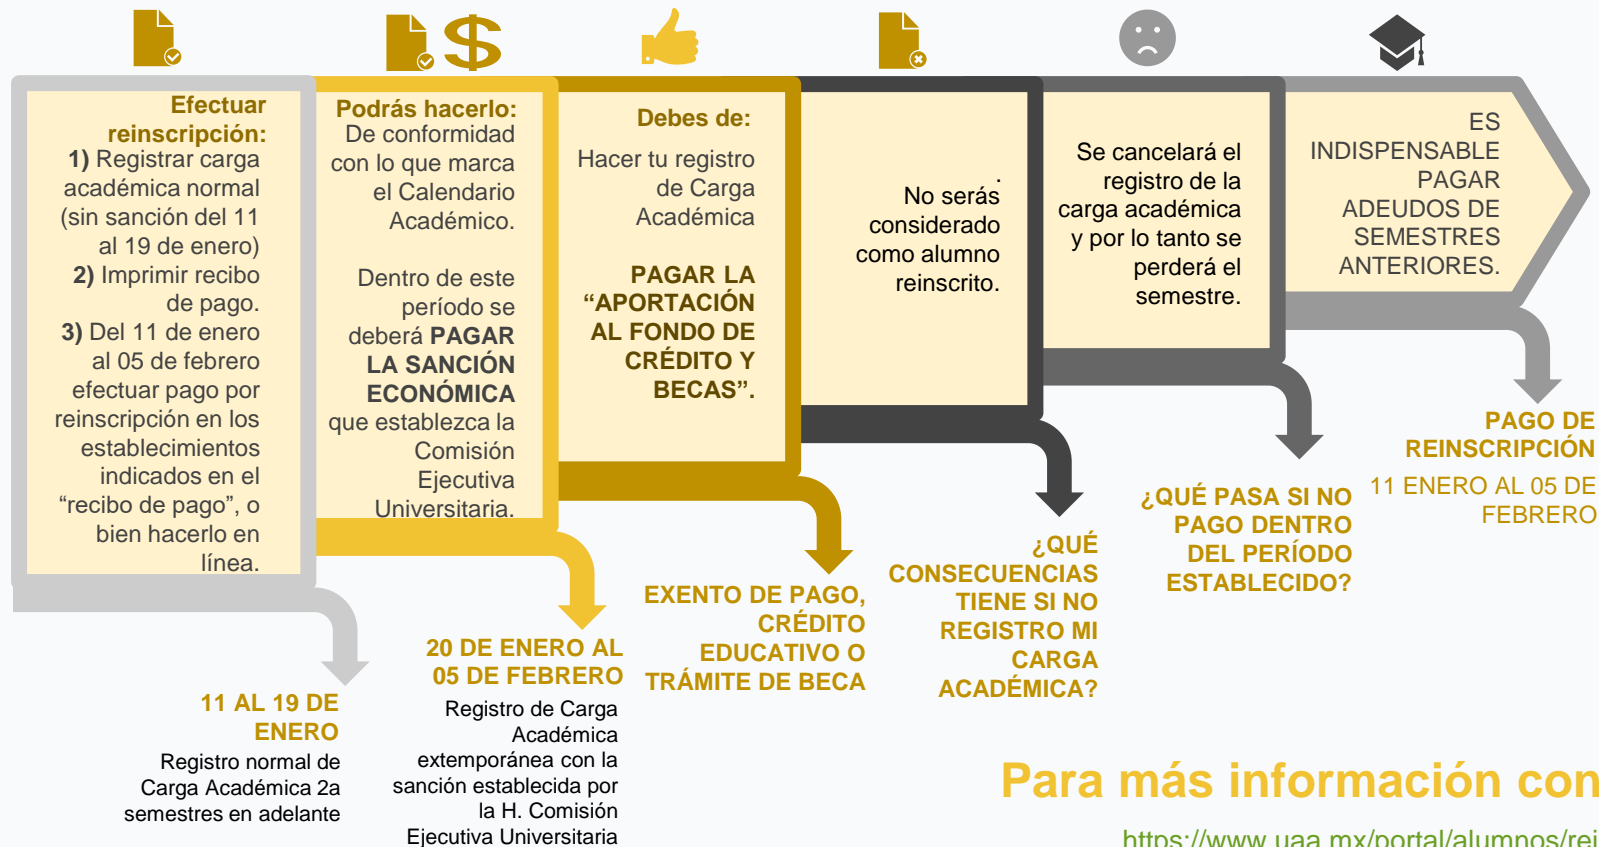 Efectuar
reinscripción:
1) Registrar carga
académica normal
(sin sanción del 11
al 19 de enero)
2) Imprimir recibo
de pago.
3) Del 11 de enero
al 05 de febrero
efectuar pago por
reinscripción en los
establecimientos
indicados en el
“recibo de pago”, o
bien hacerlo en
línea.
11 AL 19 DE
ENERO
Registro normal de
Carga Académica 2a
semestres en adelante
Podrás hacerlo:
De conformidad
con lo que marca
el Calendario
Académico.
Dentro de este
período se
deberá PAGAR
LA SANCIÓN
ECONÓMICA
que establezca la
Comisión
Ejecutiva
Universitaria.
20 DE ENERO AL
05 DE FEBRERO
Registro de Carga
Académica
extemporánea con la
sanción establecida por
la H. Comisión
Ejecutiva Universitaria
Debes de:
Hacer tu registro
de Carga
Académica
PAGAR LA
“APORTACIÓN
AL FONDO DE
CRÉDITO Y
BECAS”.
EXENTO DE PAGO,
CRÉDITO
EDUCATIVO O
TRÁMITE DE BECA
.
No serás
considerado
como alumno
reinscrito.
¿QUÉ
CONSECUENCIAS
TIENE SI NO
REGISTRO MI
CARGA
ACADÉMICA?
Se cancelará el
registro de la
carga académica
y por lo tanto se
perderá el
semestre.
¿QUÉ PASA SI NO
PAGO DENTRO
DEL PERÍODO
ESTABLECIDO?
ES
INDISPENSABLE
PAGAR
ADEUDOS DE
SEMESTRES
ANTERIORES.
PAGO DE
REINSCRIPCIÓN
11 ENERO AL 05 DE
FEBRERO
Para más información con
https://www.uaa.mx/portal/alumnos/rei